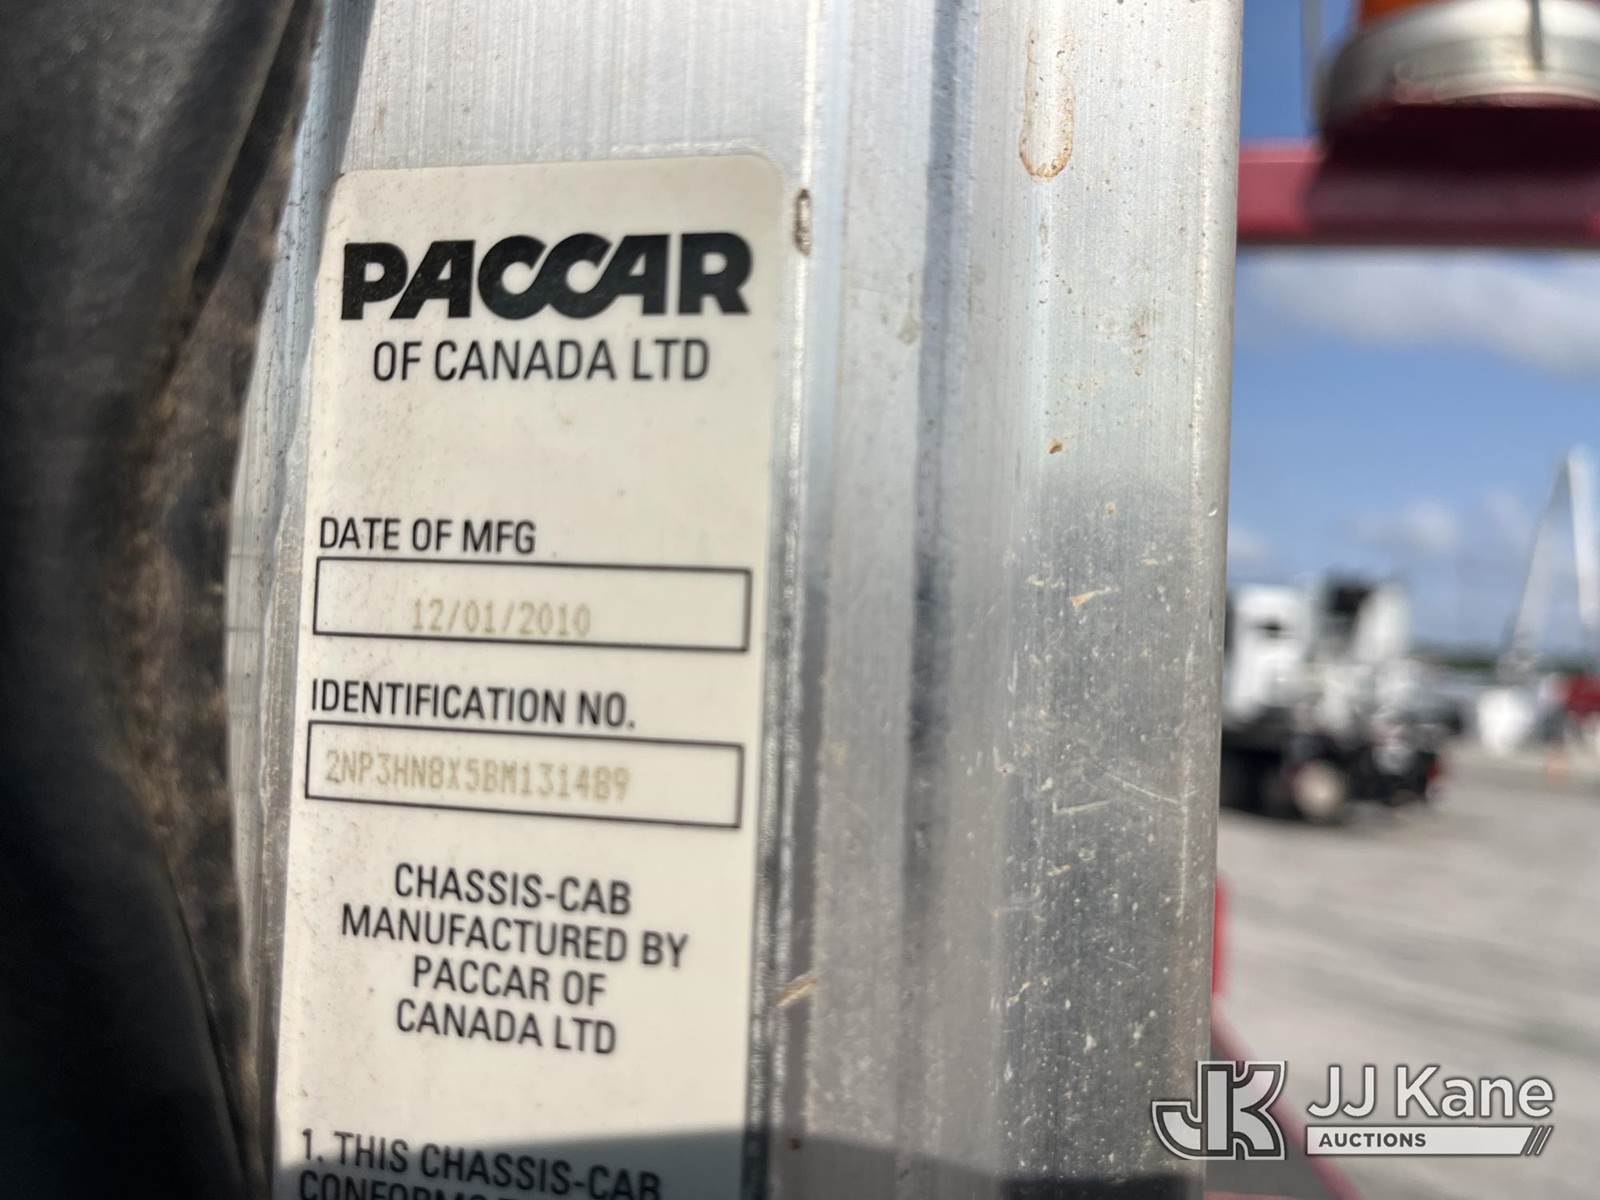 PACCAR
OF CANADA LTD
DATE OF MFG
12/01/2010
IDENTIFICATION NO.
2NP3HN8X5BM131489
CHASSIS-CAB
MANUFACTURED BY
PACCAR OF
CANADA LTD
1. THIS CHASSIS-CAB
JK JJ Kane
AUCTIONS